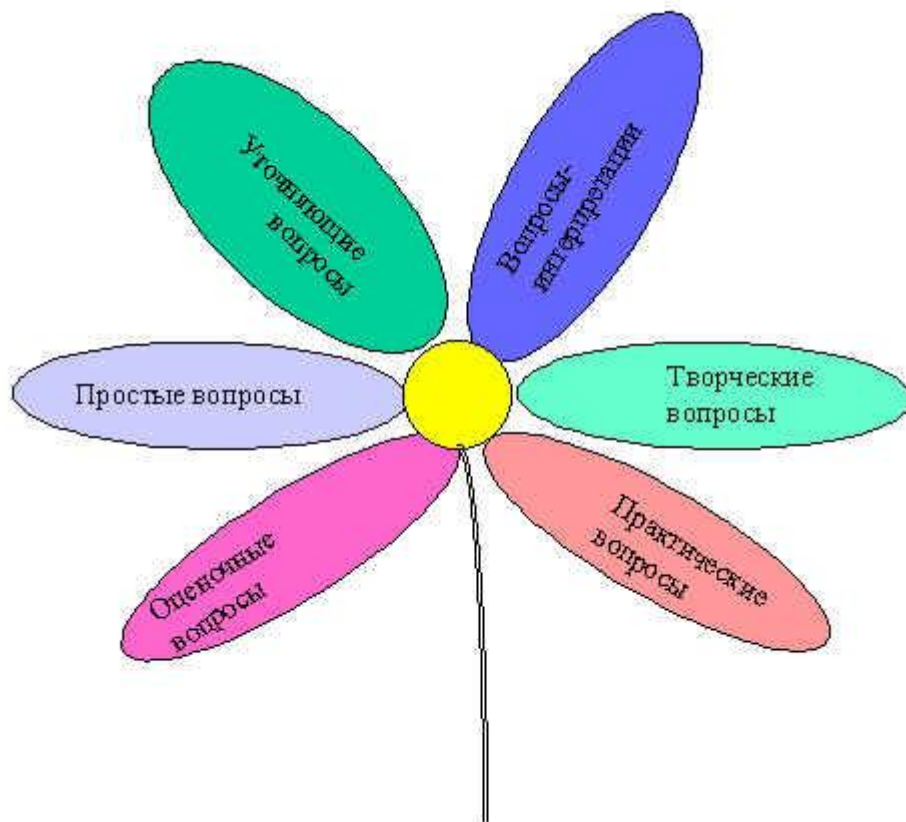 Уточняющие
вопросы
Вопросы-
интерпретации
Простые вопросы
Творческие
вопросы
Оценочные
вопросы
Практические
вопросы